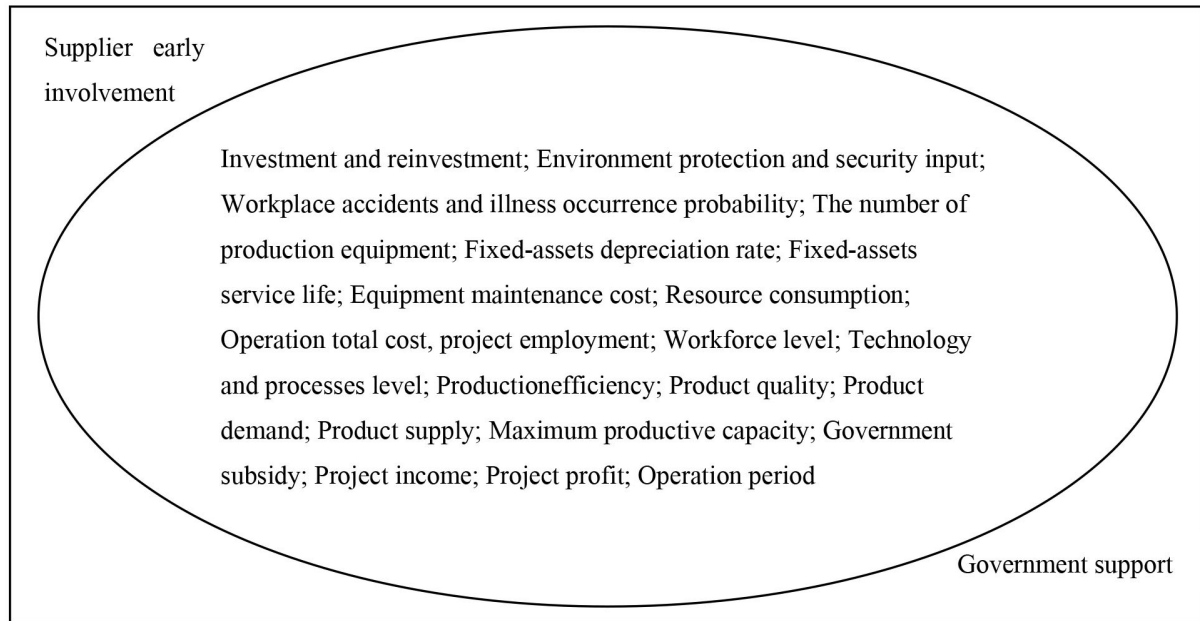 Supplier early
involvement
Investment and reinvestment; Environment protection and security input;
Workplace accidents and illness occurrence probability; The number of
production equipment; Fixed-assets depreciation rate; Fixed-assets
service life; Equipment maintenance cost; Resource consumption;
Operation total cost, project employment; Workforce level; Technology
and processes level; Productionefficiency; Product quality; Product
demand; Product supply; Maximum productive capacity; Government
subsidy; Project income; Project profit; Operation period
Government support